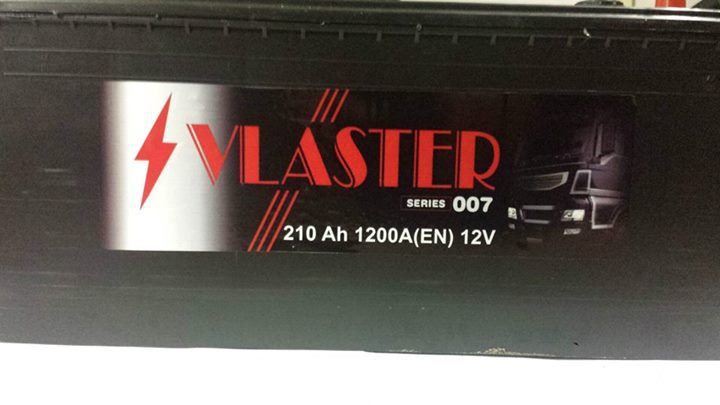 VLASTER
SERIES 007
210 Ah 1200A(EN) 12V